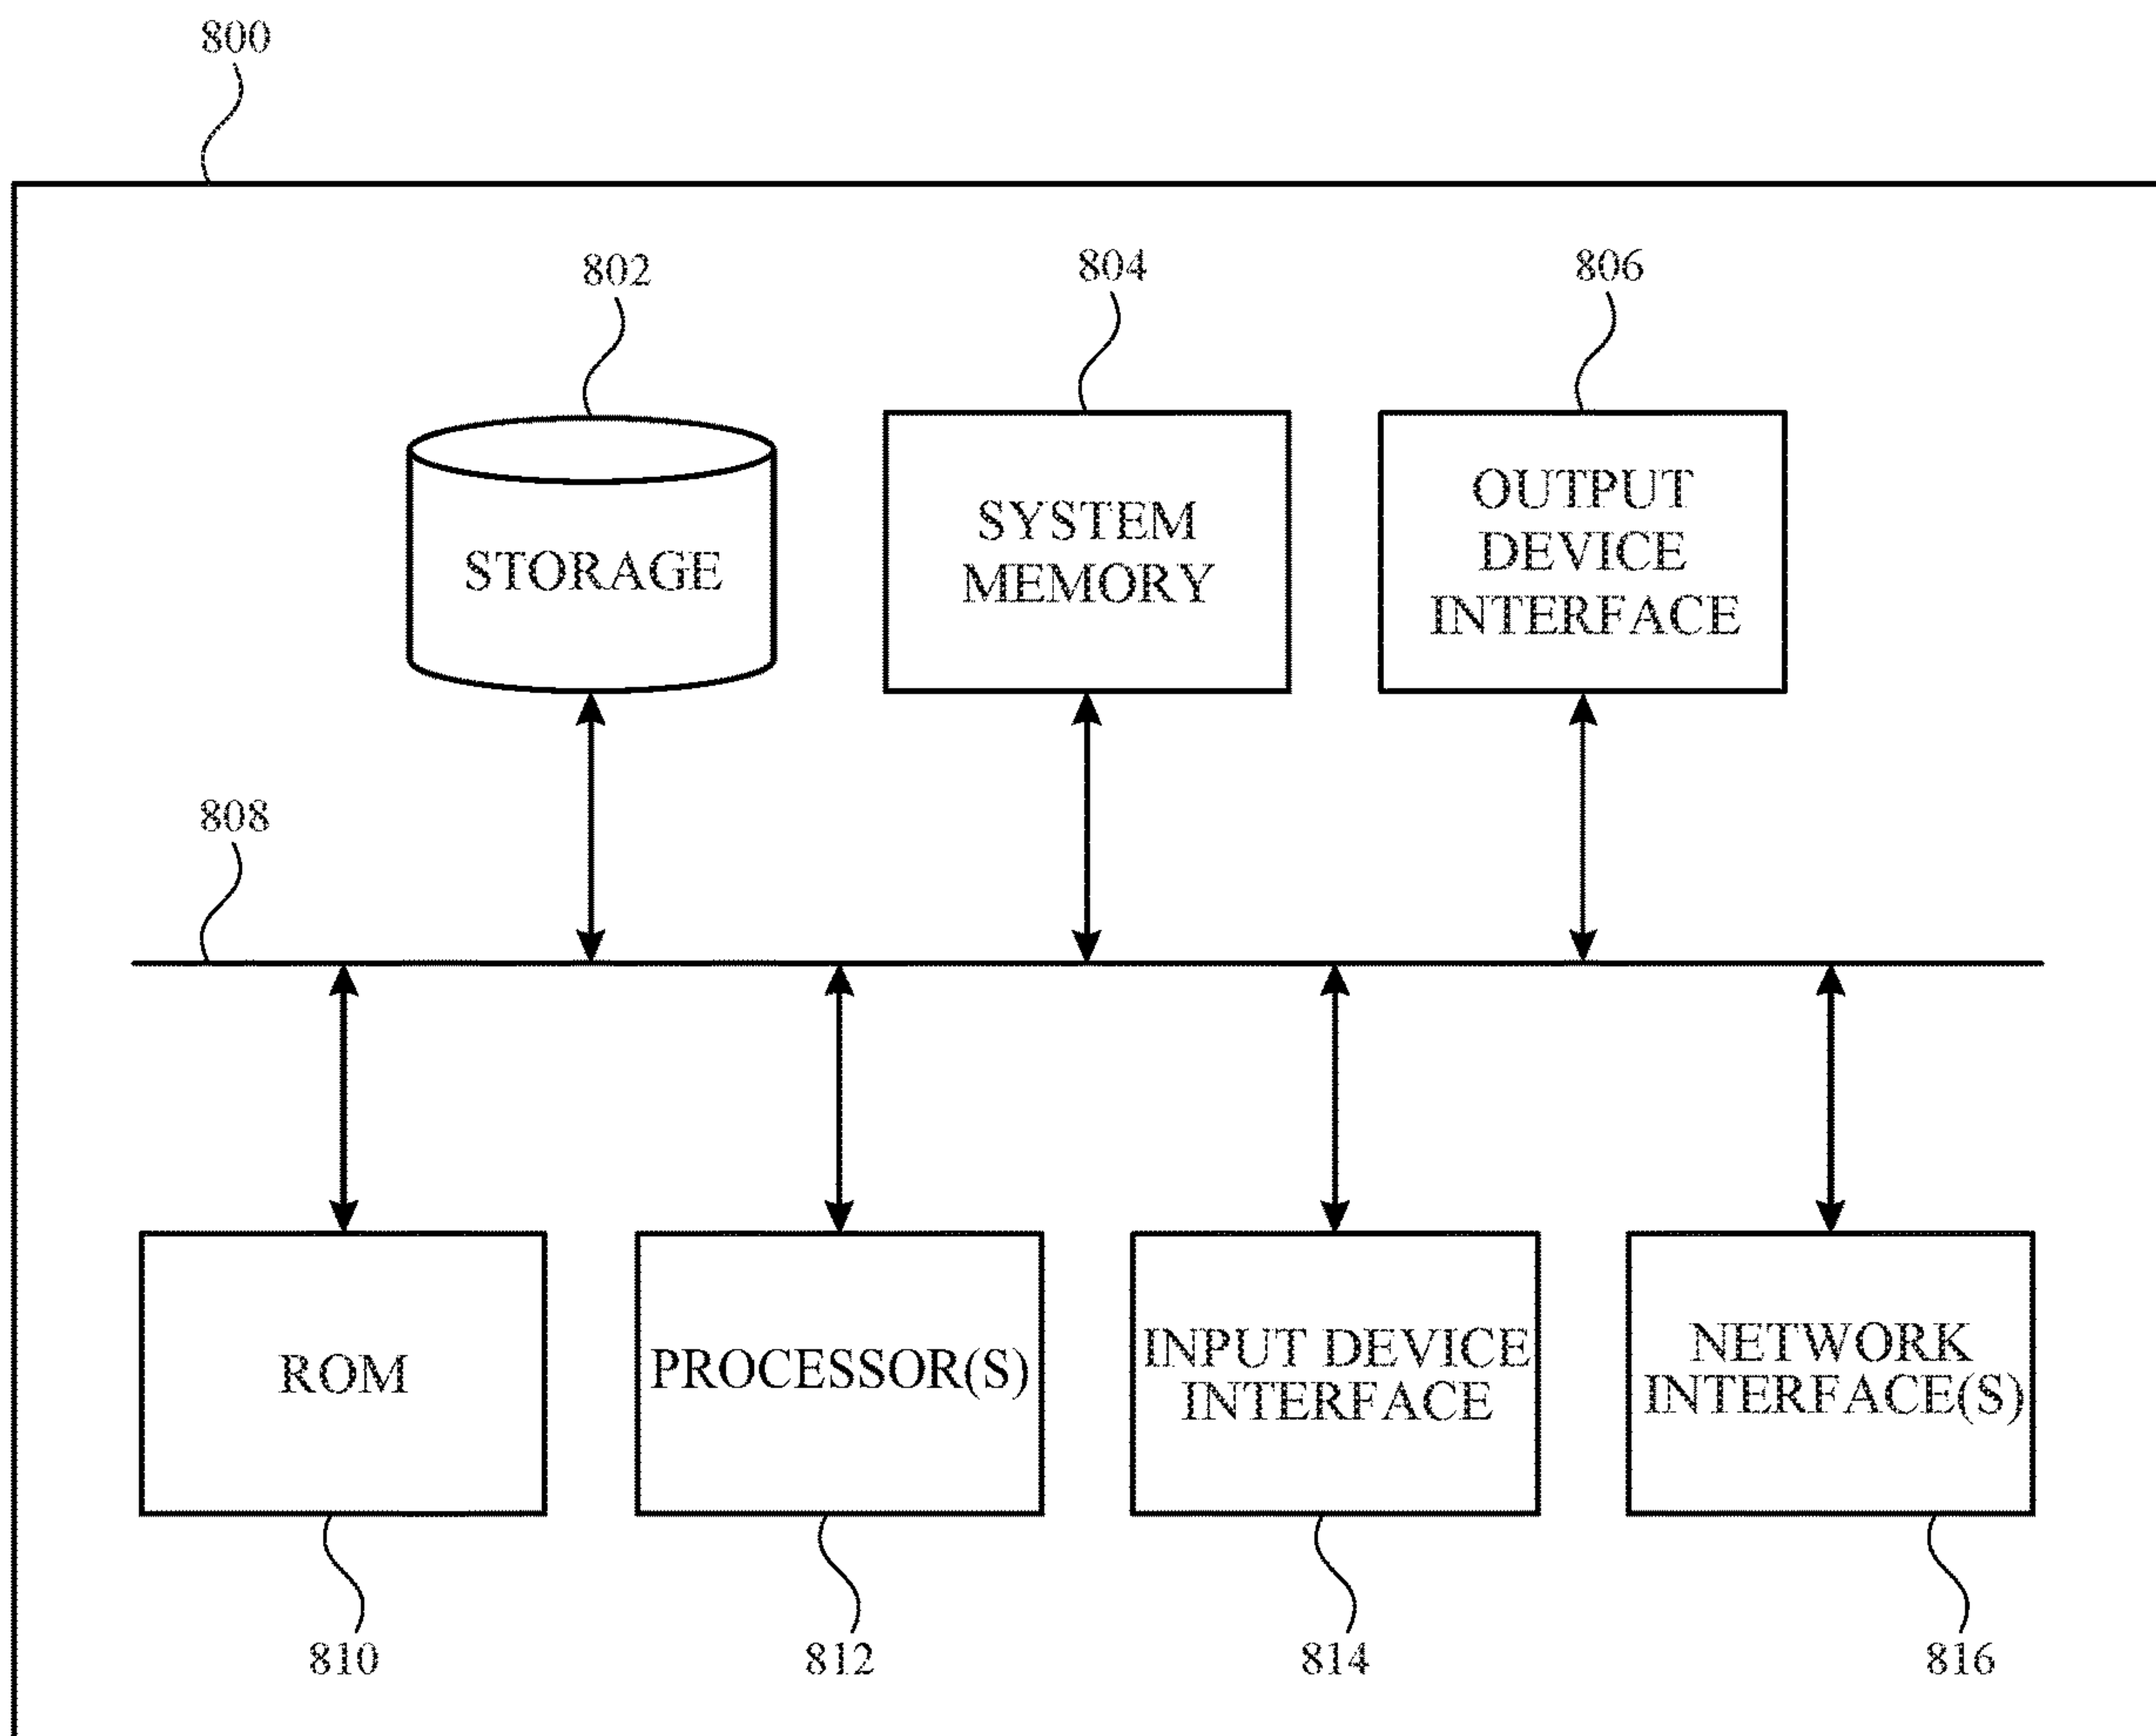 800
802
804
806
STORAGE
SYSTEM
MEMORY
OUTPUT
DEVICE
INTERFACE
808
ROM
PROCESSOR(S)
INPUT DEVICE
INTERFACE
NETWORK
INTERFACE(S)
810
812
814
816